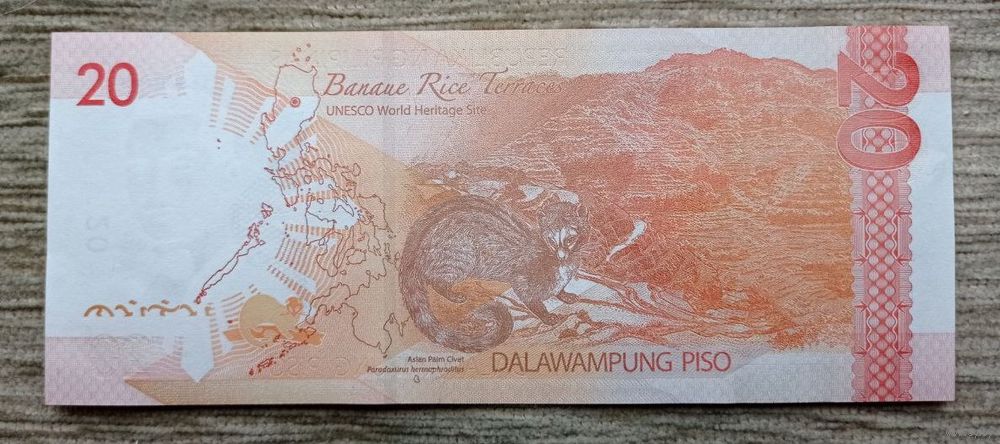 20
Banaue Rice Terraces
UNESCO World Heritage Site
20
Asian Palm Civet
Paradoxurus hermaphroditus
DALAWAMPUNG PISO